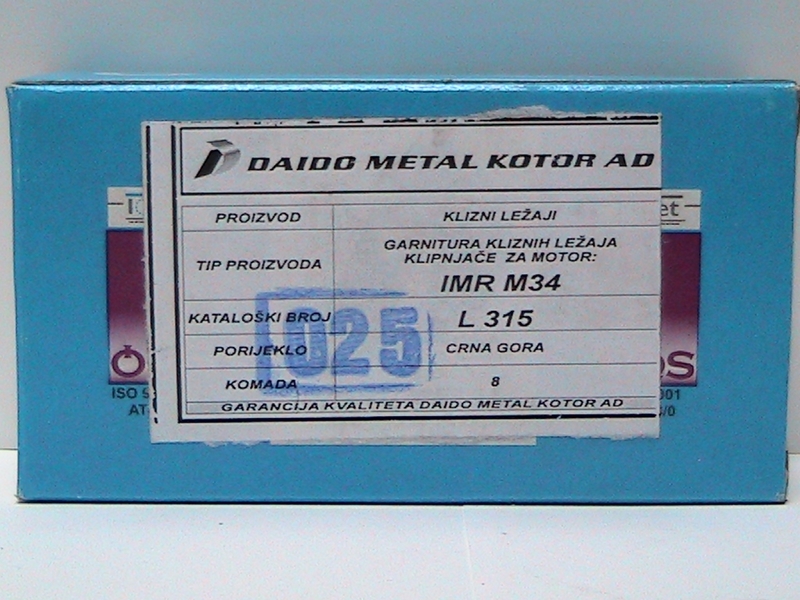 DAIDO METAL KOTOR AD
PROIZVOD KLIZNI LEŽAJI
TIP PROIZVODA GARNITURA KLIZNIH LEŽAJA
KLIPNJAČE ZA MOTOR:
IMR M34
KATALOŠKI BROJ L 315
025
PORIJEKLO CRNA GORA
KOMADA 8
GARANCIJA KVALITETA DAIDO METAL KOTOR AD
ISO